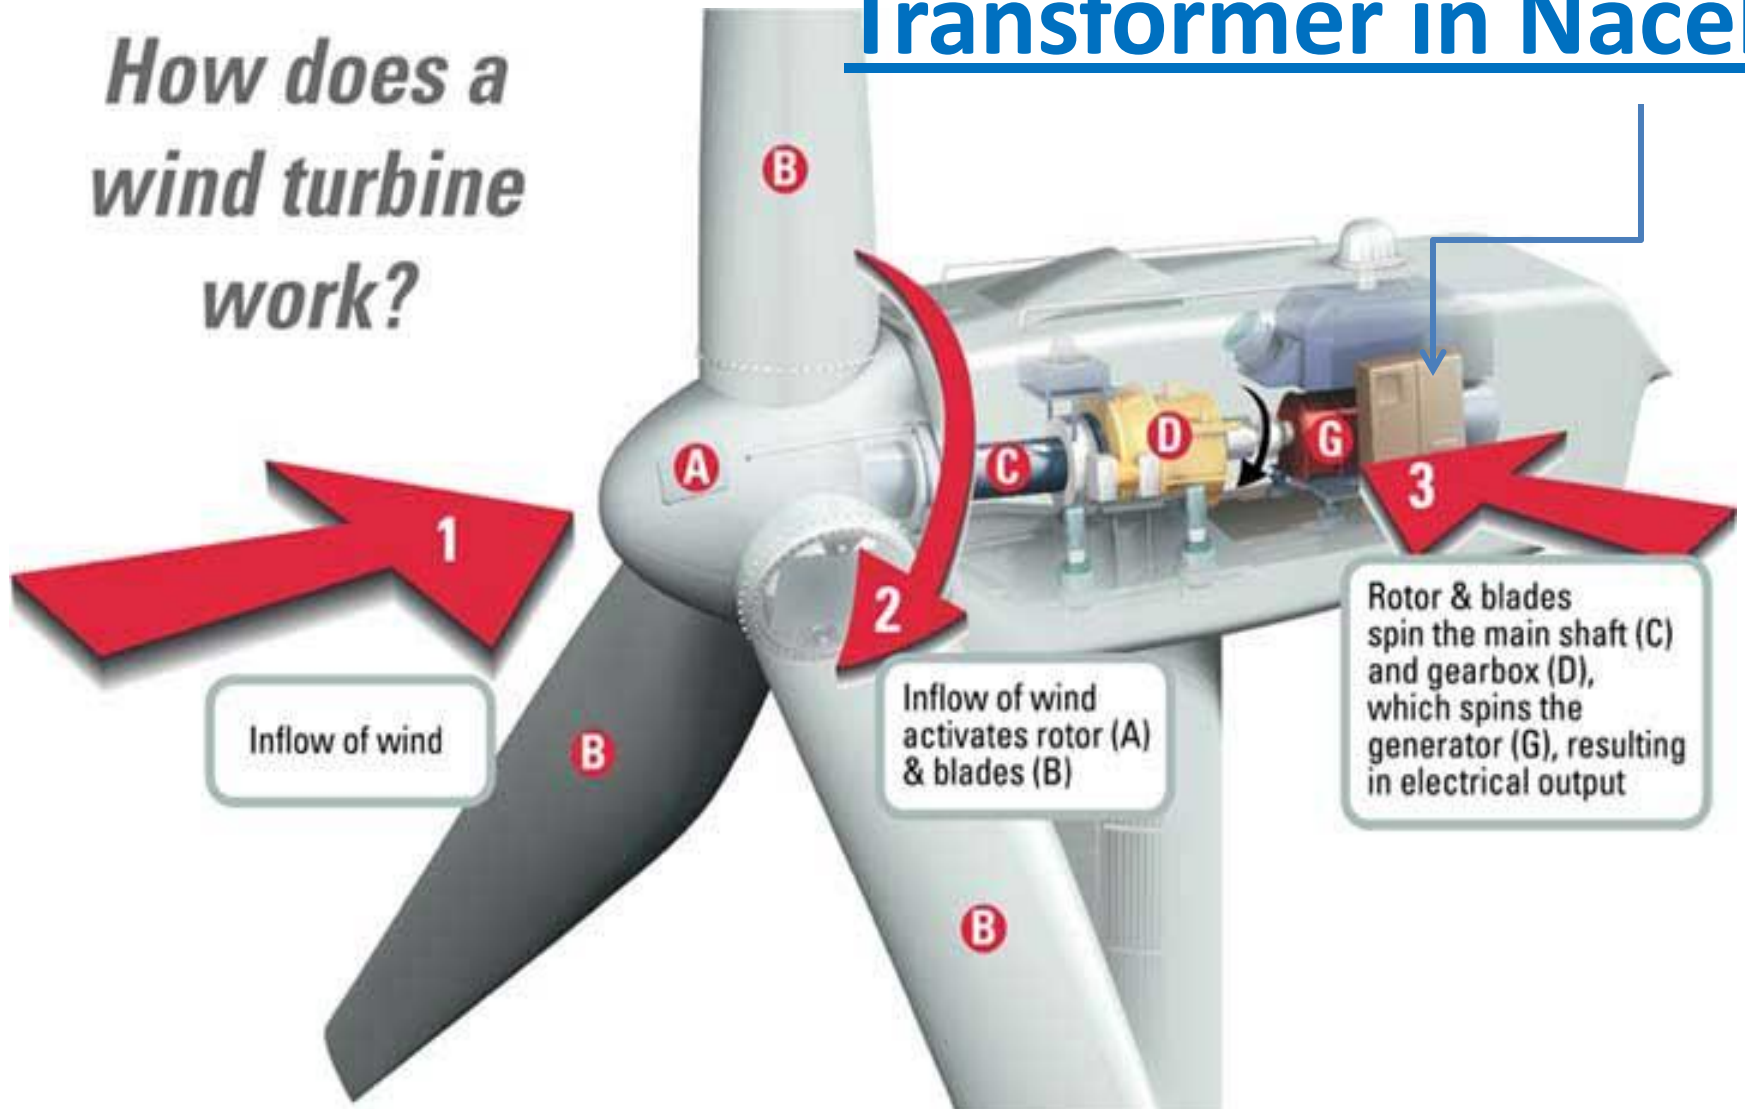 Transformer in Nacel
How does a
wind turbine
work?
B
A
C
D
G
1
2
3
B
B
Inflow of wind
Inflow of wind
activates rotor (A)
& blades (B)
Rotor & blades
spin the main shaft (C)
and gearbox (D),
which spins the
generator (G), resulting
in electrical output